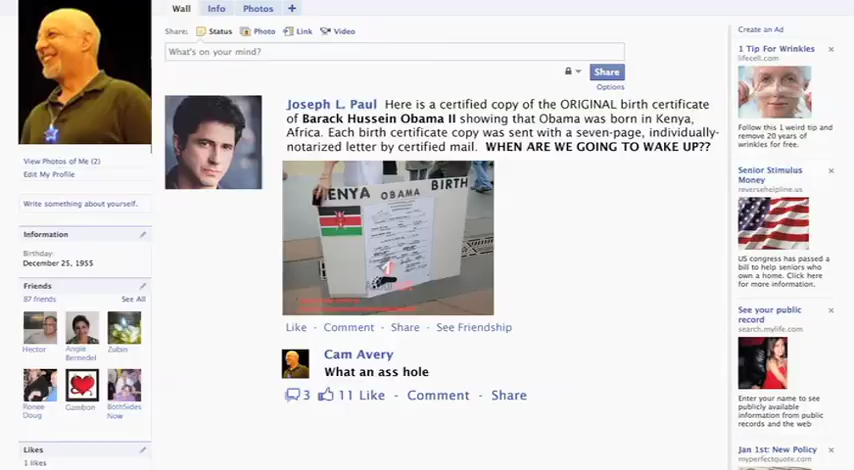 Wall
Info
Photos
+
Share:
Status
Photo
Link
Video
What's on your mind?
Share
Options
View Photos of Me (2)
Edit My Profile
Write something about yourself.
Information
Birthday:
December 25, 1955
Friends
87 friends
See All
Hector
Angie
Bernedel
Zubin
Renee
Doug
Gambon
BothSides
Now
Likes
1 likes
Joseph L. Paul Here is a certified copy of the ORIGINAL birth certificate
of Barack Hussein Obama II showing that Obama was born in Kenya,
Africa. Each birth certificate copy was sent with a seven-page, individually-
notarized letter by certified mail. WHEN ARE WE GOING TO WAKE UP??
KENYA OBAMA BIRTH
Like - Comment - Share - See Friendship
Cam Avery
What an ass hole
3 11 Like - Comment - Share
Create an Ad
1 Tip For Wrinkles
lifecell.com
Follow this 1 weird tip and
remove 20 years of
wrinkles for free.
Senior Stimulus
Money
reversehelpline.us
US congress has passed a
bill to help seniors who
own a home. Click here
for more information.
See your public
record
search.mylife.com
Enter your name to see
publicly available
information from public
records and the web
Jan 1st: New Policy
myperfectquote.com